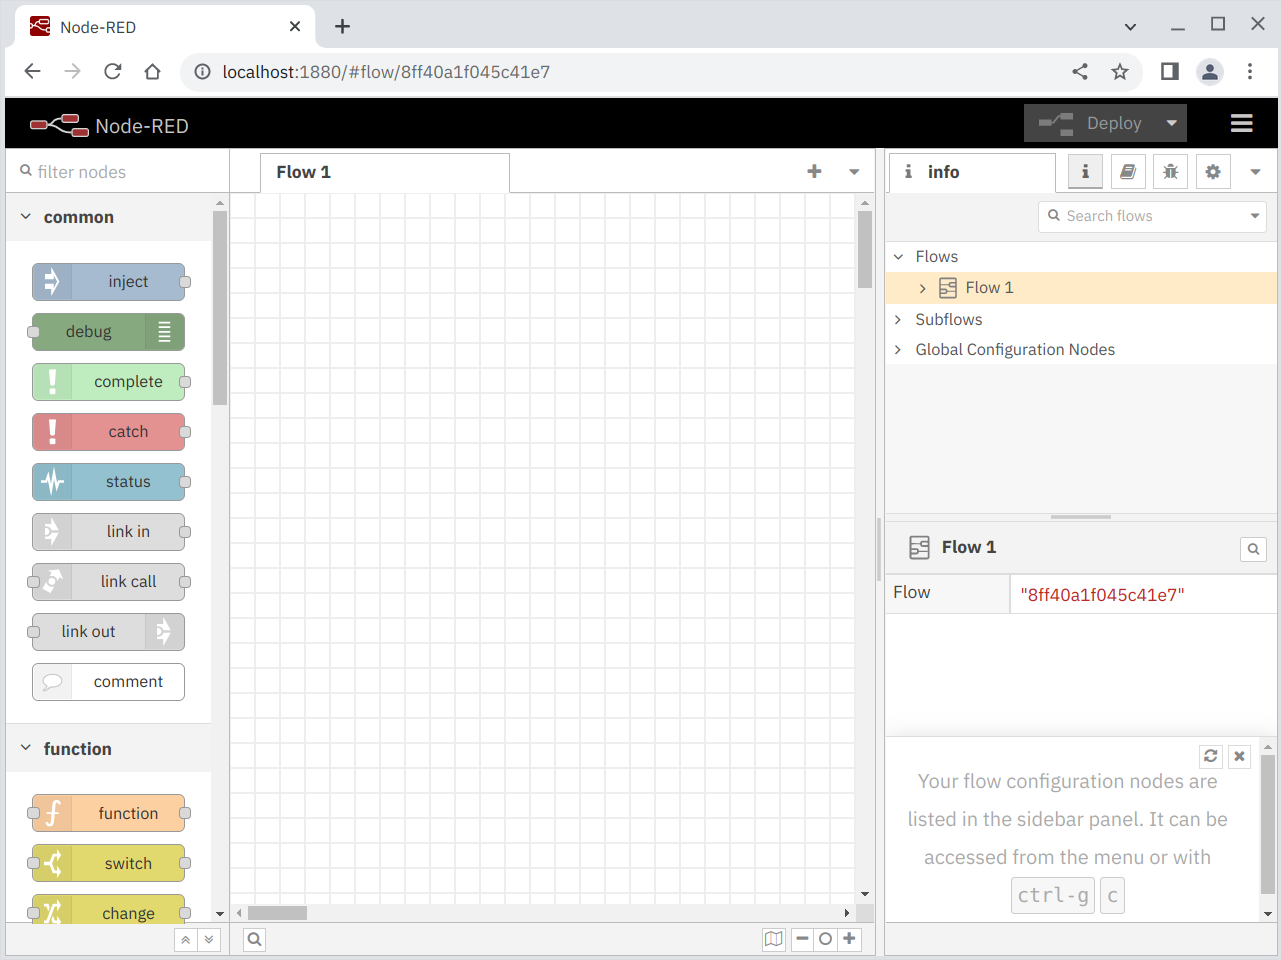 Node-RED
localhost:1880/#flow/8ff40a1f045c41e7
Node-RED
Deploy
filter nodes
Flow 1
info
common
Search flows
inject
debug
complete
catch
status
link in
link call
link out
comment
function
function
switch
change
Flows
Flow 1
Subflows
Global Configuration Nodes
Flow 1
Flow
"8ff40a1f045c41e7"
Your flow configuration nodes are
listed in the sidebar panel. It can be
accessed from the menu or with
ctrl-g c